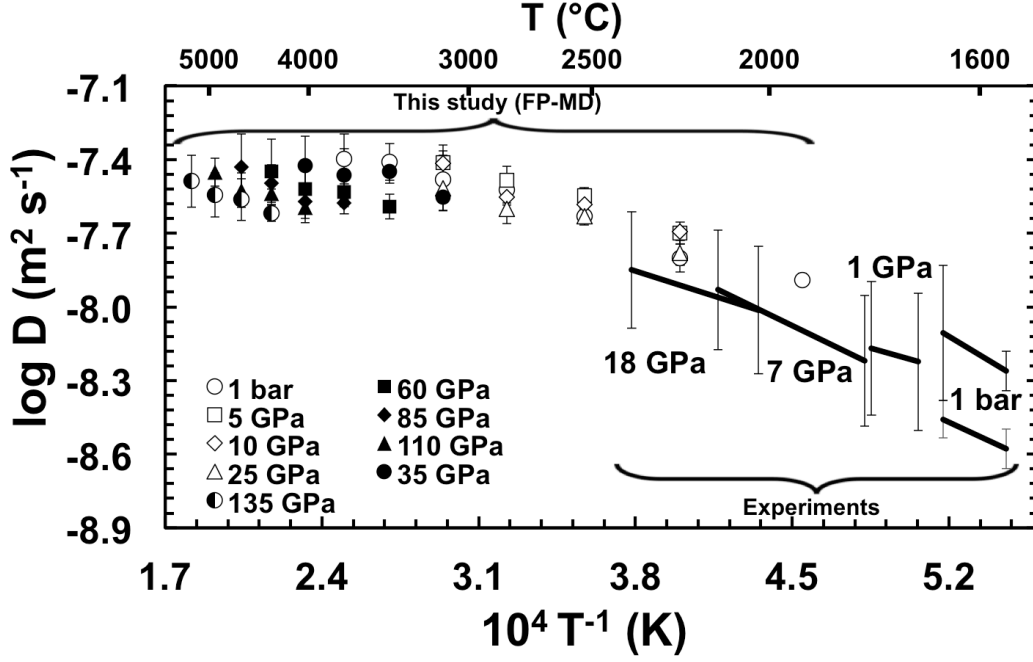 T (°C)
5000 4000 3000 2500 2000 1600
-7.1
This study (FP-MD)
-7.4
-7.7
-8.0
-8.3
-8.6
-8.9
log D (m² s⁻¹)
1 GPa
18 GPa
7 GPa
1 bar
1 bar 60 GPa
5 GPa 85 GPa
10 GPa 110 GPa
25 GPa 35 GPa
135 GPa
Experiments
1.7 2.4 3.1 3.8 4.5 5.2
10⁴ T⁻¹ (K)